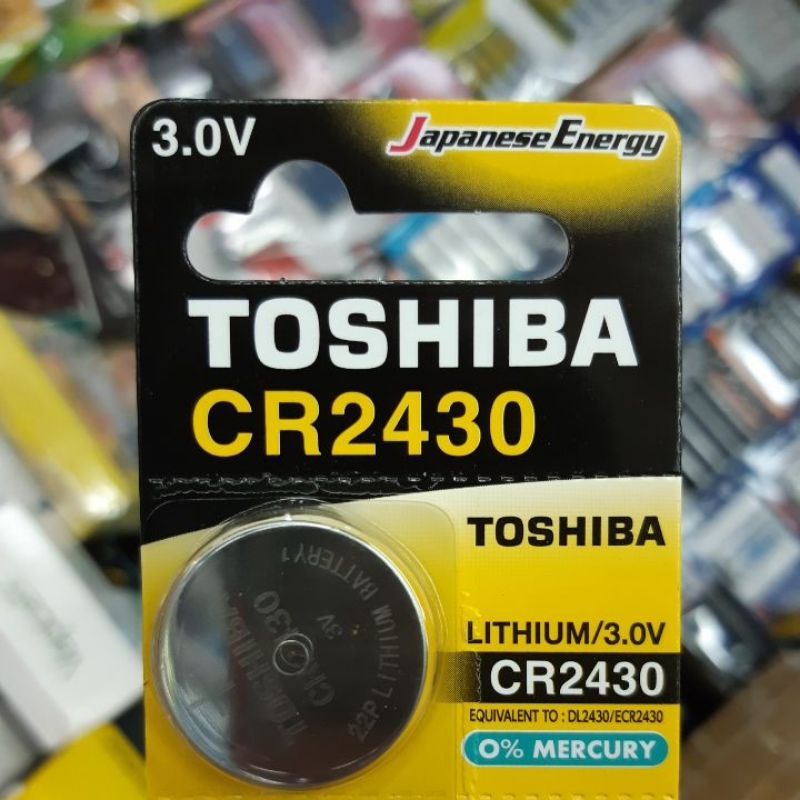 3.0V
Japanese Energy
TOSHIBA
CR2430
TOSHIBA
LITHIUM/3.0V
CR2430
EQUIVALENT TO : DL2430/ECR2430
0% MERCURY
TOSHIBA
CR2430
3V
22P LITHIUM BATTERY